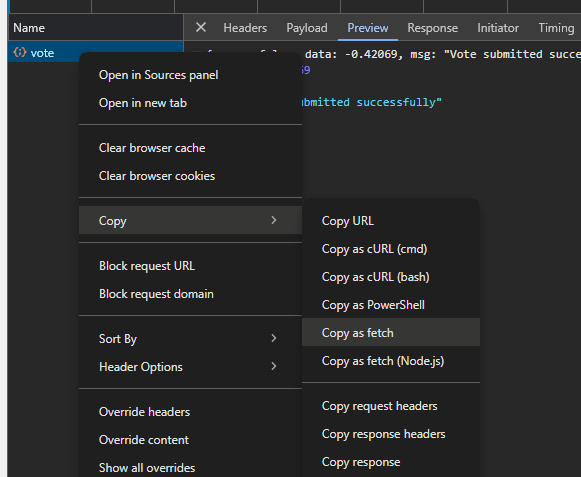 Name
Headers Payload Preview Response Initiator Timing
vote
data: -0.42069, msg: "Vote submitted succe
Open in Sources panel
69
Open in new tab
bmitted successfully"
Clear browser cache
Clear browser cookies
Copy
Block request URL
Block request domain
Sort By
Header Options
Override headers
Override content
Show all overrides
Copy URL
Copy as cURL (cmd)
Copy as cURL (bash)
Copy as PowerShell
Copy as fetch
Copy as fetch (Node.js)
Copy request headers
Copy response headers
Copy response